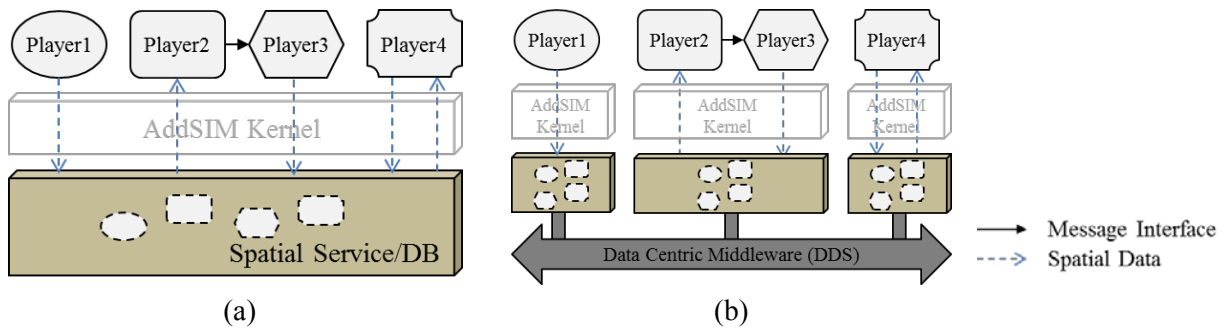 Player1
Player2
Player3
Player4
AddSIM Kernel
Spatial Service/DB
(a)
Player1
Player2
Player3
Player4
AddSIM
Kernel
AddSIM
Kernel
AddSIM
Kernel
Data Centric Middleware (DDS)
(b)
Message Interface
Spatial Data